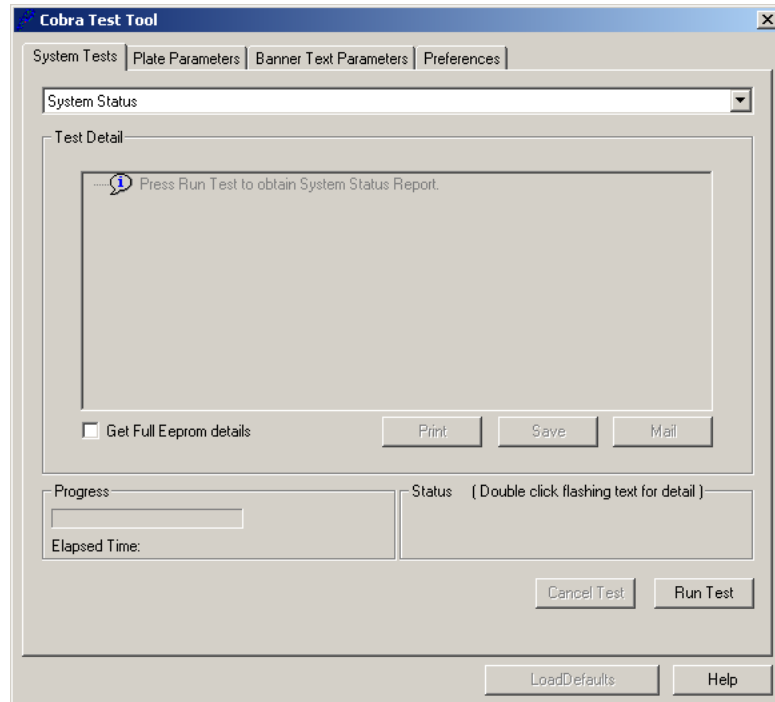 Cobra Test Tool
System Tests Plate Parameters Banner Text Parameters Preferences
System Status
Test Detail
Press Run Test to obtain System Status Report.
Get Full Eeprom details Print Save Mail
Progress Status ( Double click flashing text for detail )
Elapsed Time:
Cancel Test Run Test
LoadDefaults Help